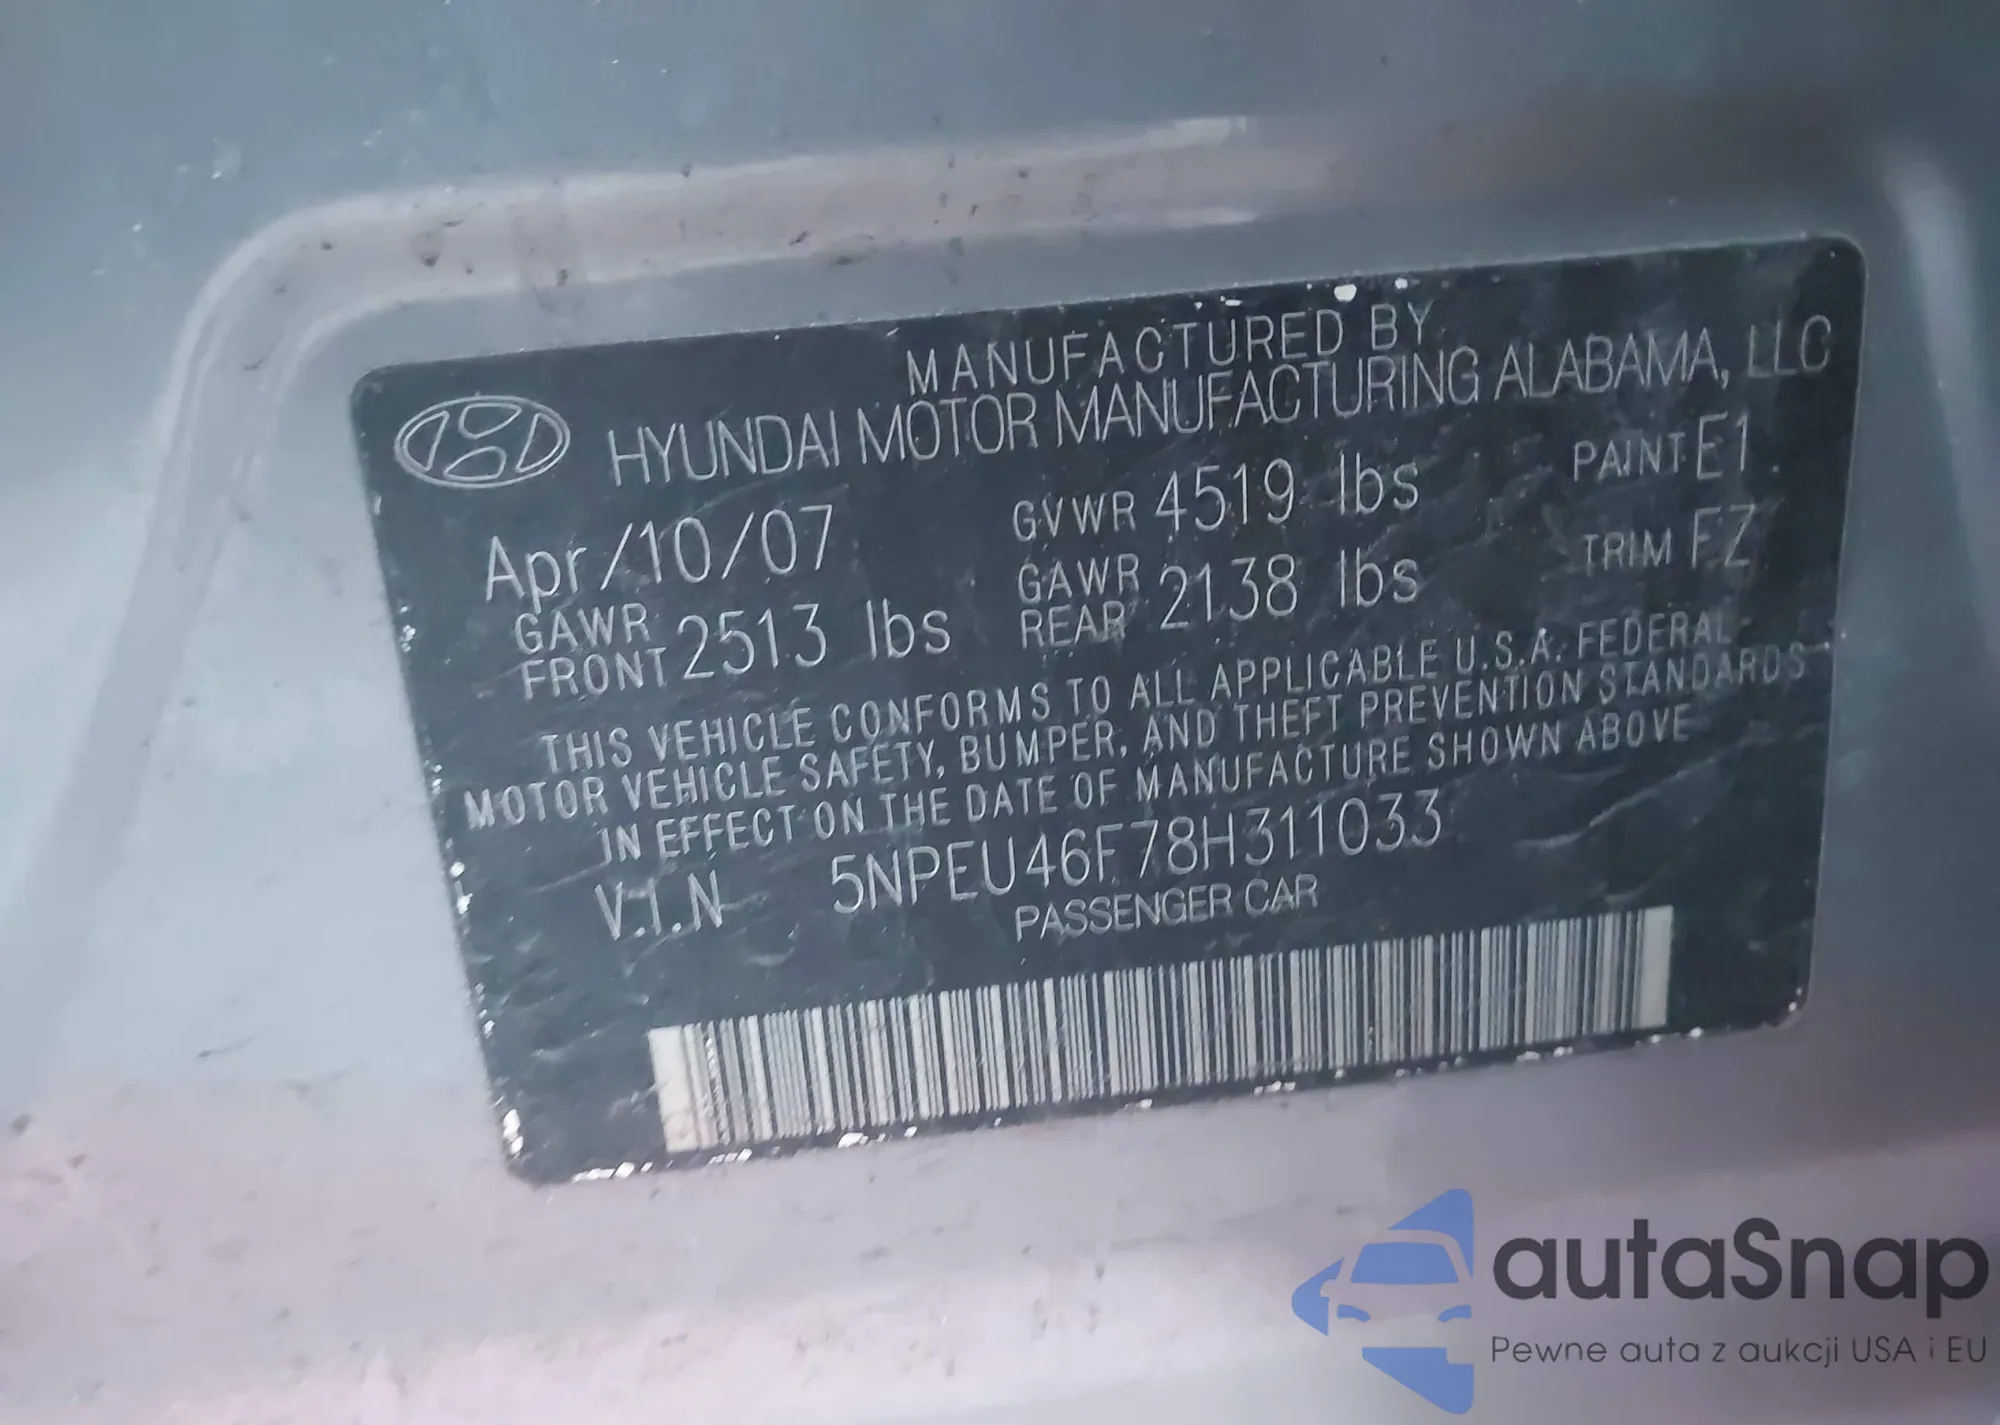 MANUFACTURED BY
HYUNDAI MOTOR MANUFACTURING ALABAMA, LLC
Apr/10/07 GVWR 4519 lbs PAINT E1
GAWR FRONT 2513 lbs GAWR REAR 2138 lbs TRIM FZ
THIS VEHICLE CONFORMS TO ALL APPLICABLE U.S.A. FEDERAL
MOTOR VEHICLE SAFETY, BUMPER, AND THEFT PREVENTION STANDARDS
IN EFFECT ON THE DATE OF MANUFACTURE SHOWN ABOVE
V.I.N 5NPEU46F78H311033
PASSENGER CAR
autaSnap
Pewne auta z aukcji USA i EU